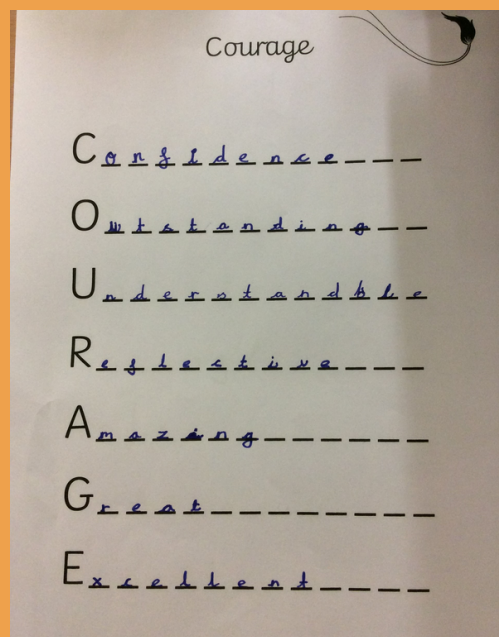 Courage
Confidence
Outstanding
Understandble
Reflective
Amazing
Great
Excellent